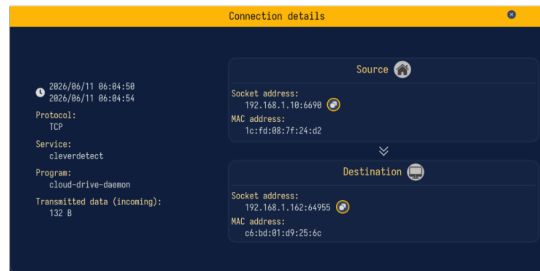 Connection details
2026/06/11 06:04:50
2026/06/11 06:04:54
Protocol:
TCP
Service:
cleverdetect
Program:
cloud-drive-daemon
Transmitted data (incoming):
132 B
Source
Socket address:
192.168.1.10:6690
MAC address:
1c:fd:08:7f:24:d2
Destination
Socket address:
192.168.1.162:64955
MAC address:
c6:bd:01:d9:25:6c